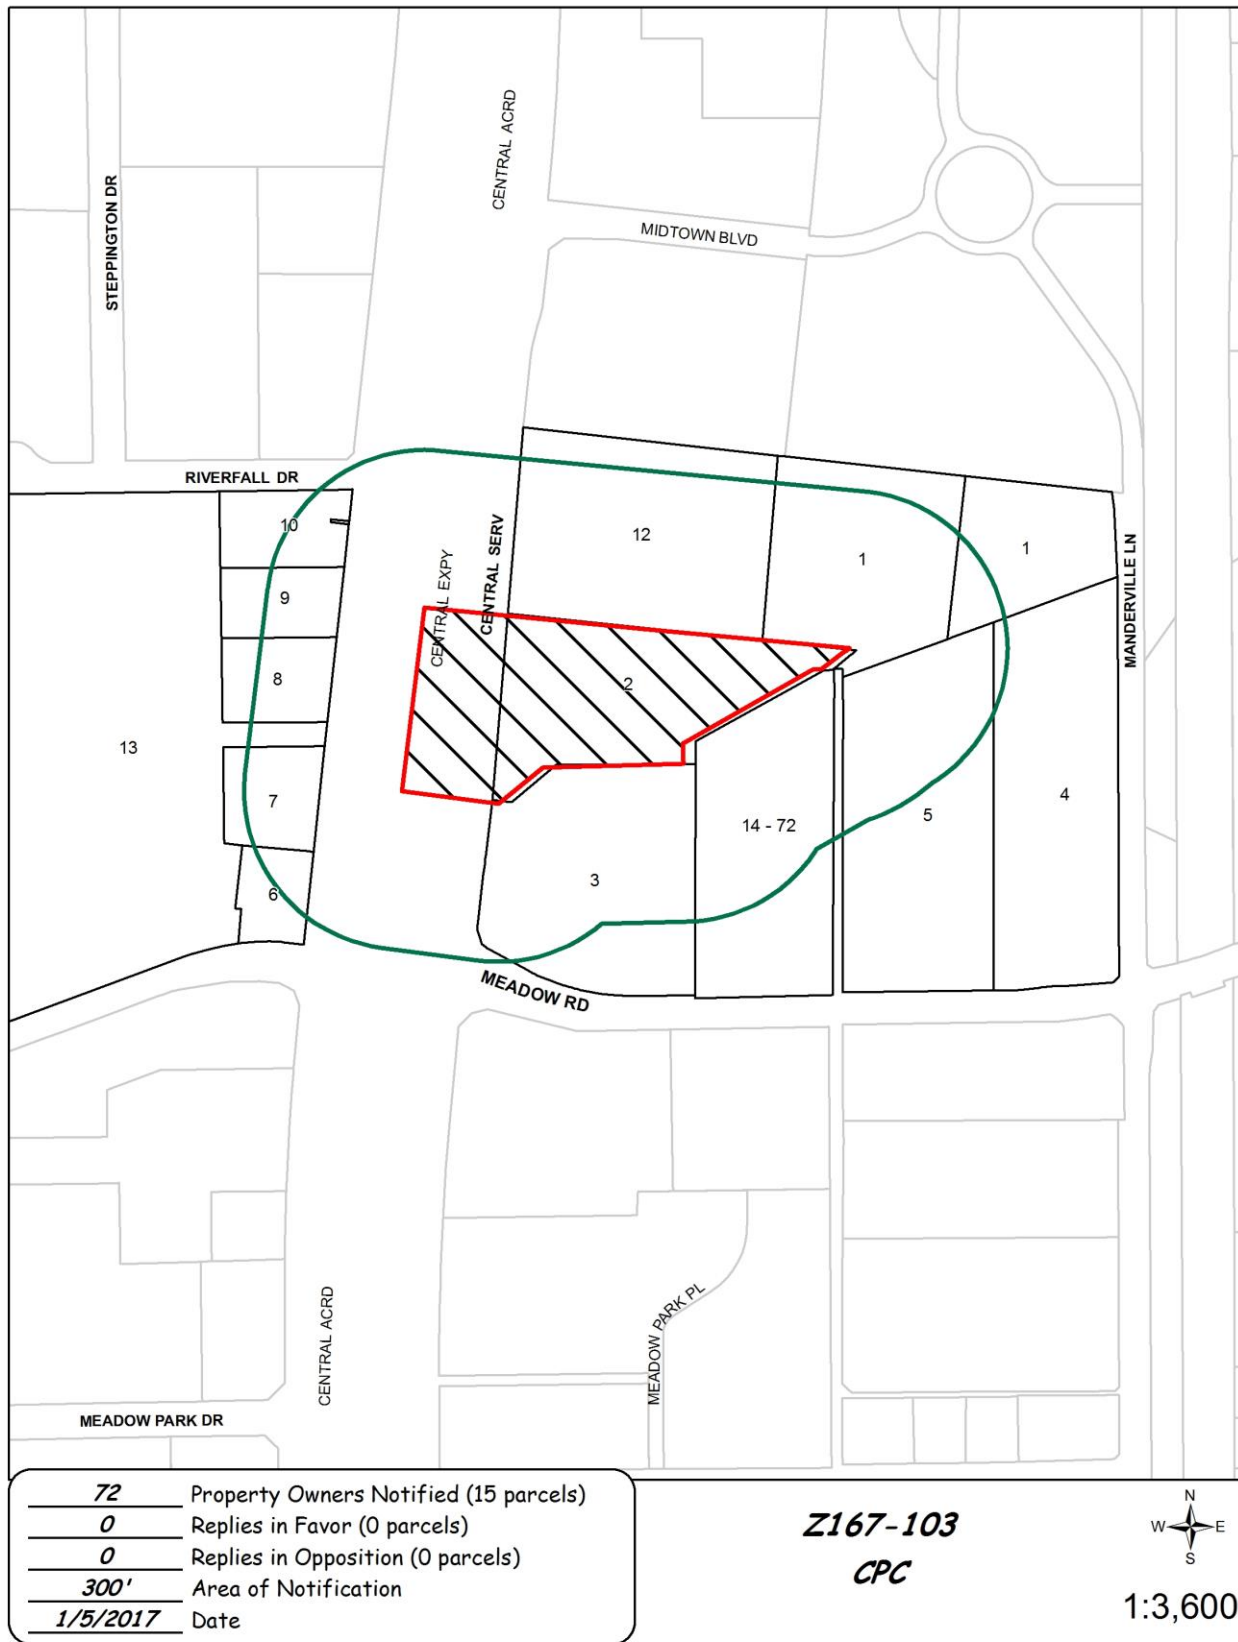 CENTRAL ACRD
STEPPINGTON DR
MIDTOWN BLVD
RIVERFALL DR
10
12
1
1
CENTRAL SERV
CENTRAL EXPY
MANDERVILLE LN
9
8
2
13
7
14 - 72
5
4
6
3
MEADOW RD
CENTRAL ACRD
MEADOW PARK PL
MEADOW PARK DR
72 Property Owners Notified (15 parcels)
0 Replies in Favor (0 parcels)
0 Replies in Opposition (0 parcels)
300' Area of Notification
1/5/2017 Date
Z167-103
CPC
N
W E
S
1:3,600